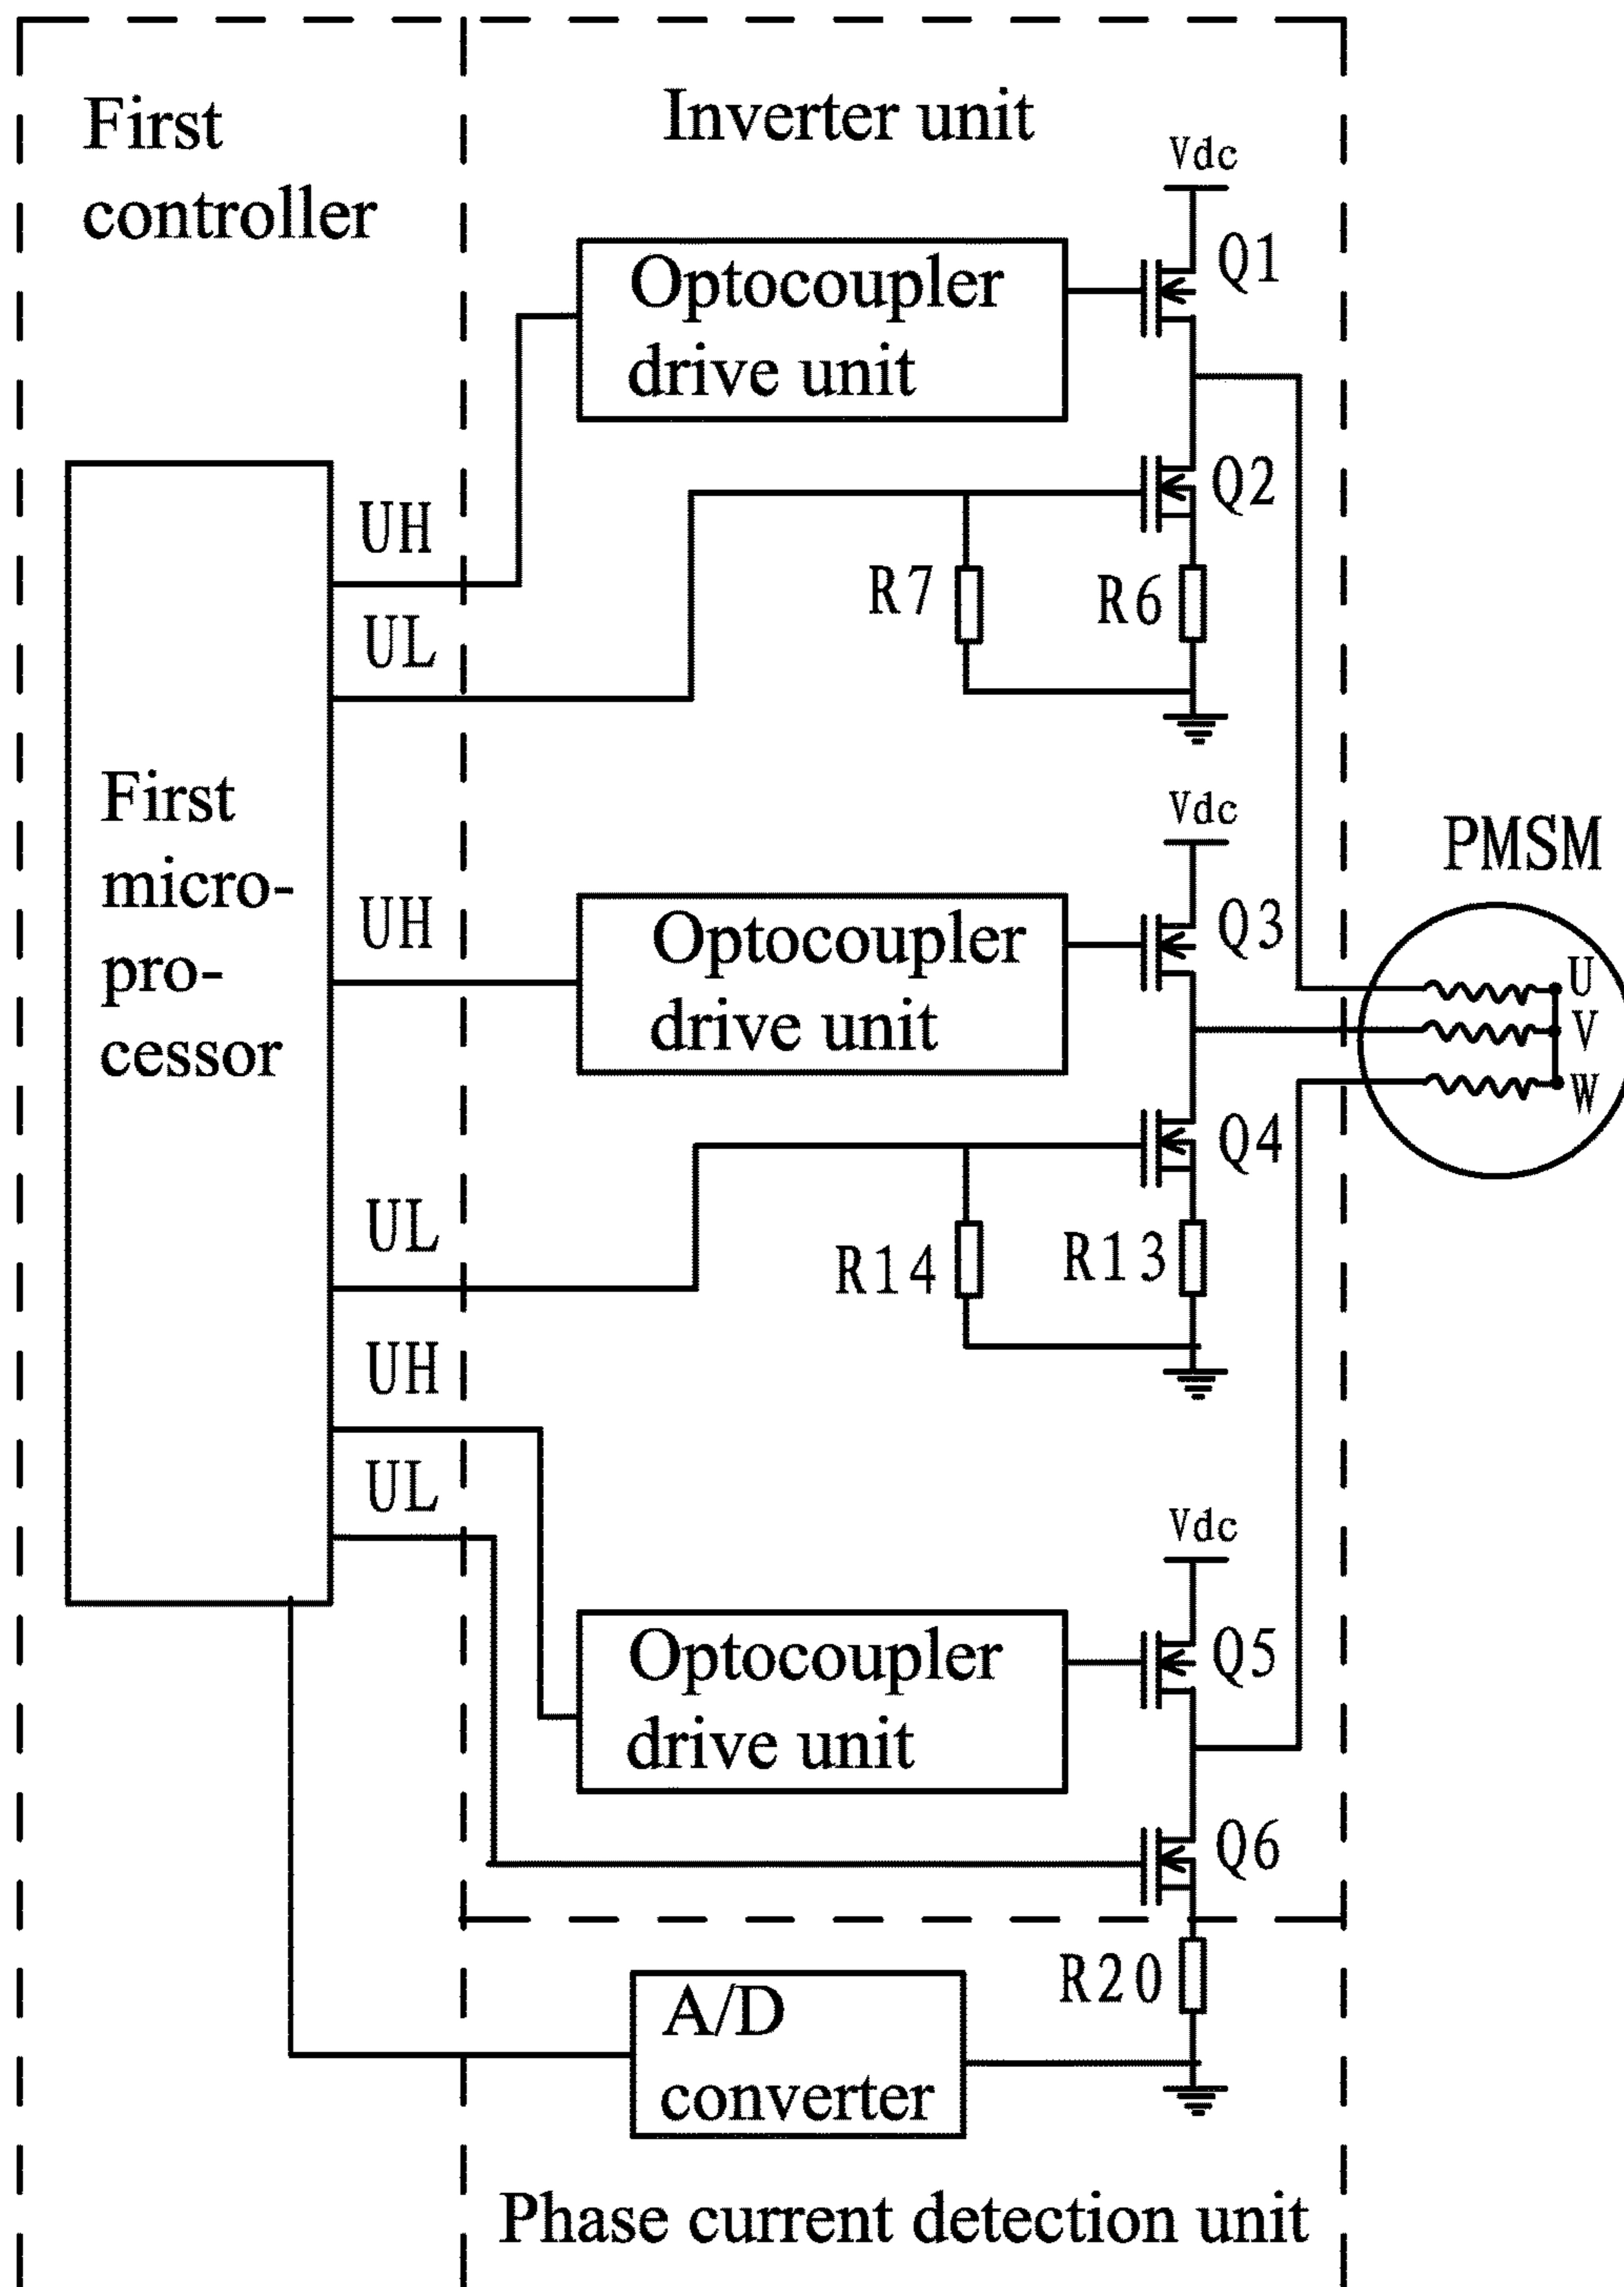 First
controller
Inverter unit
Vdc
Q1
Optocoupler
drive unit
Q2
UH
R7
R6
UL
Vdc
First
micro-
pro-
cessor
PMSM
UH
Q3
Optocoupler
drive unit
U
V
W
Q4
UL
R14
R13
UH
UL
Vdc
Optocoupler
drive unit
Q5
Q6
R20
A/D
converter
Phase current detection unit